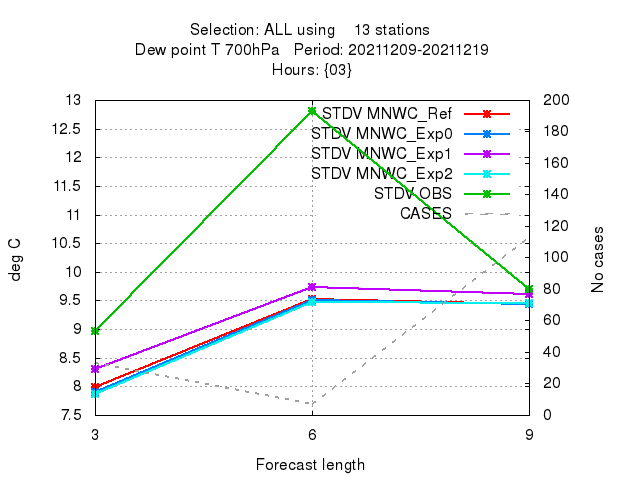 Selection: ALL using 13 stations
Dew point T 700hPa Period: 20211209-20211219
Hours: {03}
13
12.5
12
11.5
11
10.5
10
9.5
9
8.5
8
7.5
200
180
160
140
120
100
80
60
40
20
0
STDV MNWC_Ref
STDV MNWC_Exp0
STDV MNWC_Exp1
STDV MNWC_Exp2
STDV OBS
CASES
deg C
No cases
3 6 9
Forecast length